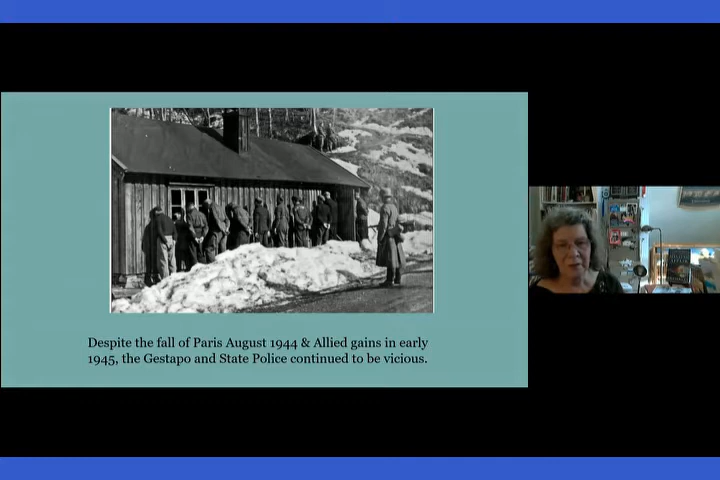 Despite the fall of Paris August 1944 & Allied gains in early
1945, the Gestapo and State Police continued to be vicious.